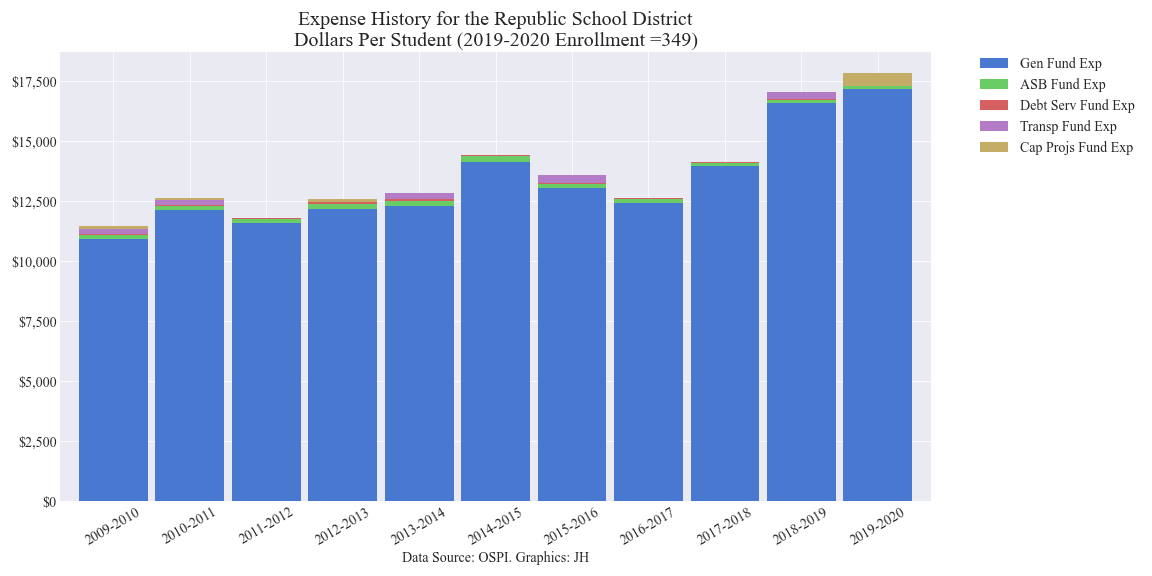 Expense History for the Republic School District
Dollars Per Student (2019-2020 Enrollment =349)
Gen Fund Exp
ASB Fund Exp
Debt Serv Fund Exp
Transp Fund Exp
Cap Projs Fund Exp
$17,500
$15,000
$12,500
$10,000
$7,500
$5,000
$2,500
$0
2009-2010
2010-2011
2011-2012
2012-2013
2013-2014
2014-2015
2015-2016
2016-2017
2017-2018
2018-2019
2019-2020
Data Source: OSPI. Graphics: JH